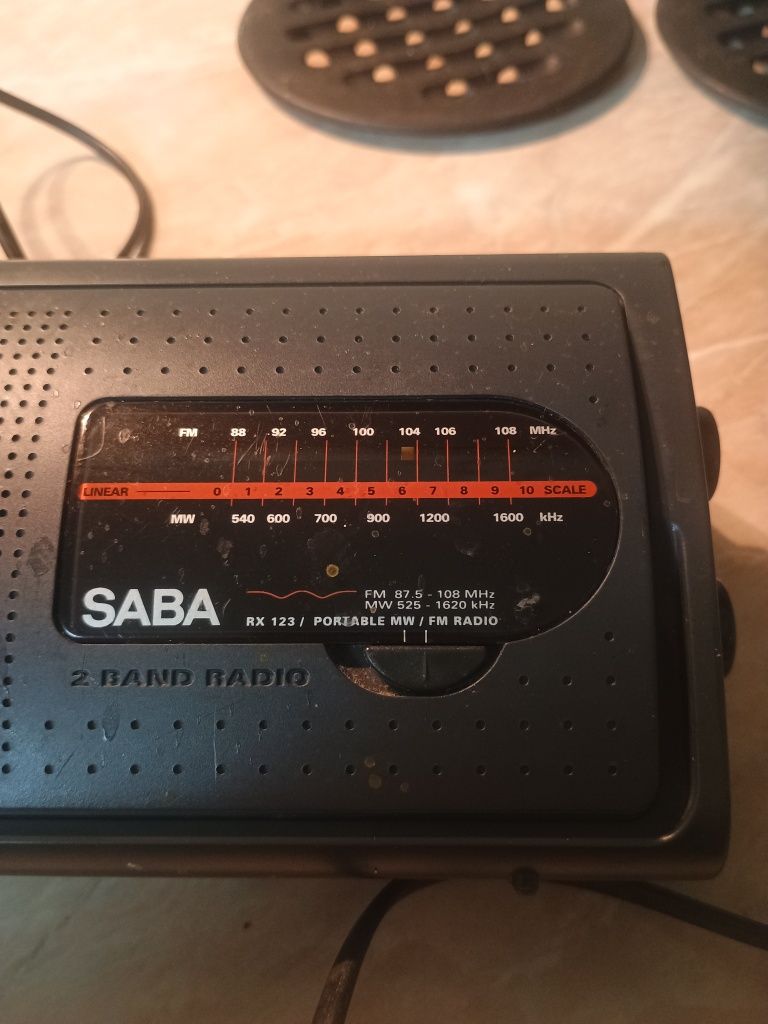 FM 88 92 96 100 104 106 108 MHz
LINEAR 0 1 2 3 4 5 6 7 8 9 10 SCALE
MW 540 600 700 900 1200 1600 kHz
SABA
FM 87.5 - 108 MHz
MW 525 - 1620 kHz
RX 123 / PORTABLE MW / FM RADIO
2 BAND RADIO